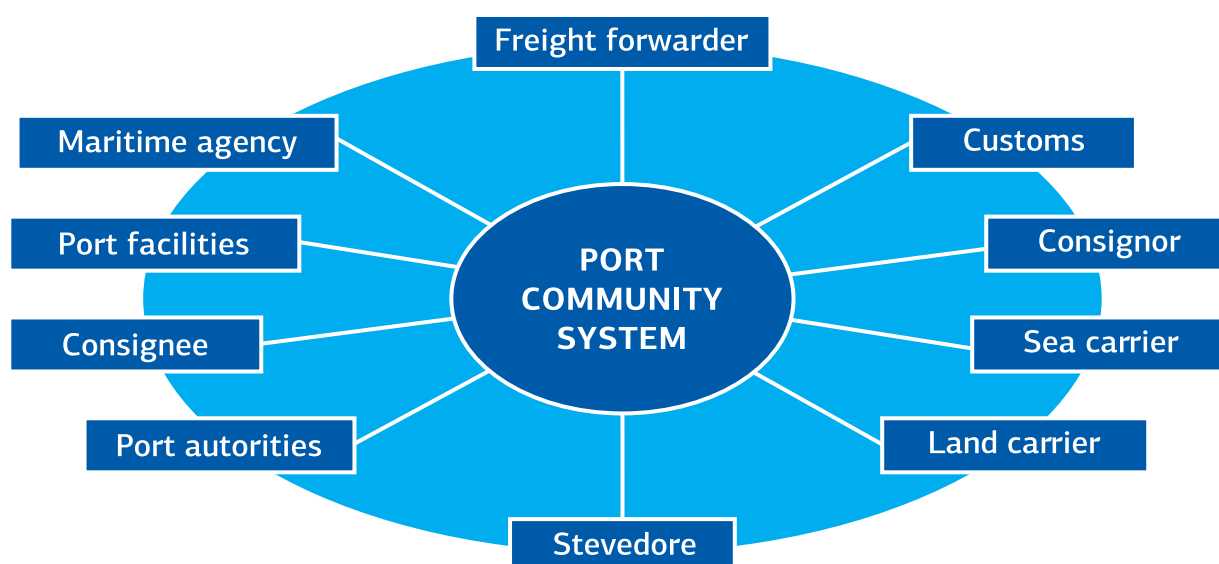 Freight forwarder
Maritime agency
Customs
Port facilities
Consignor
PORT
COMMUNITY
SYSTEM
Consignee
Sea carrier
Port autorities
Land carrier
Stevedore